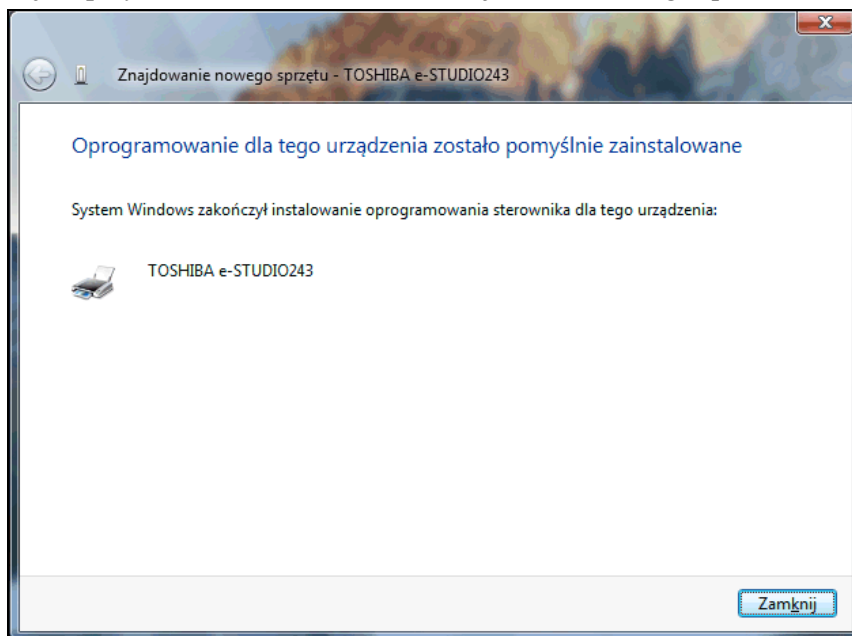 Znajdowanie nowego sprzętu - TOSHIBA e-STUDIO243
Oprogramowanie dla tego urządzenia zostało pomyślnie zainstalowane
System Windows zakończył instalowanie oprogramowania sterownika dla tego urządzenia:
TOSHIBA e-STUDIO243
Zamknij